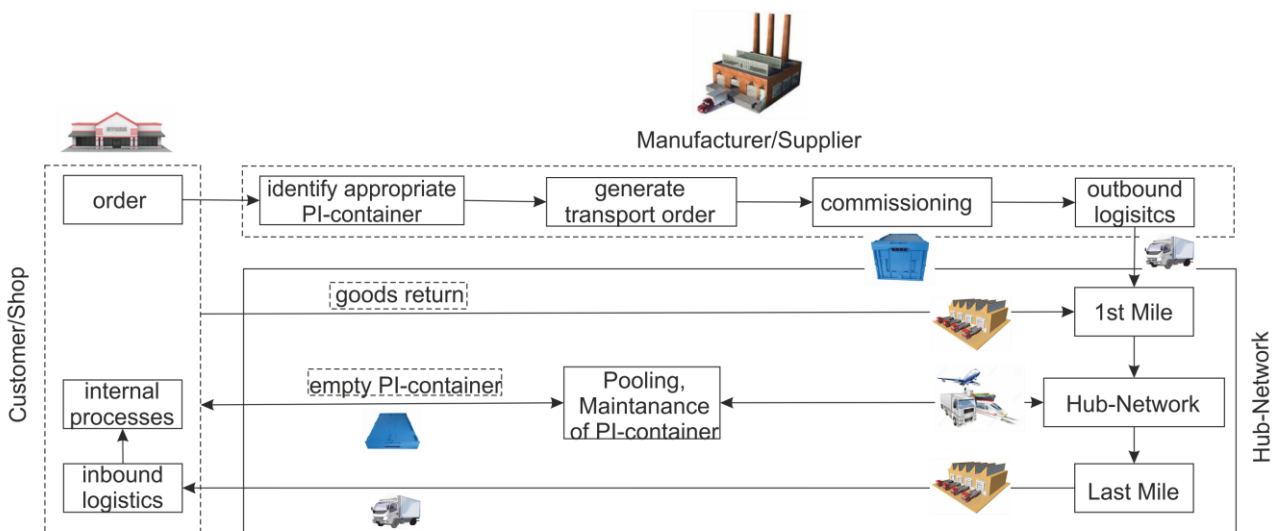 Manufacturer/Supplier
Customer/Shop
order
identify appropriate
PI-container
generate
transport order
commissioning
outbound
logisitcs
goods return
1st Mile
internal
processes
empty PI-container
Pooling,
Maintanance
of PI-container
Hub-Network
Hub-Network
inbound
logistics
Last Mile